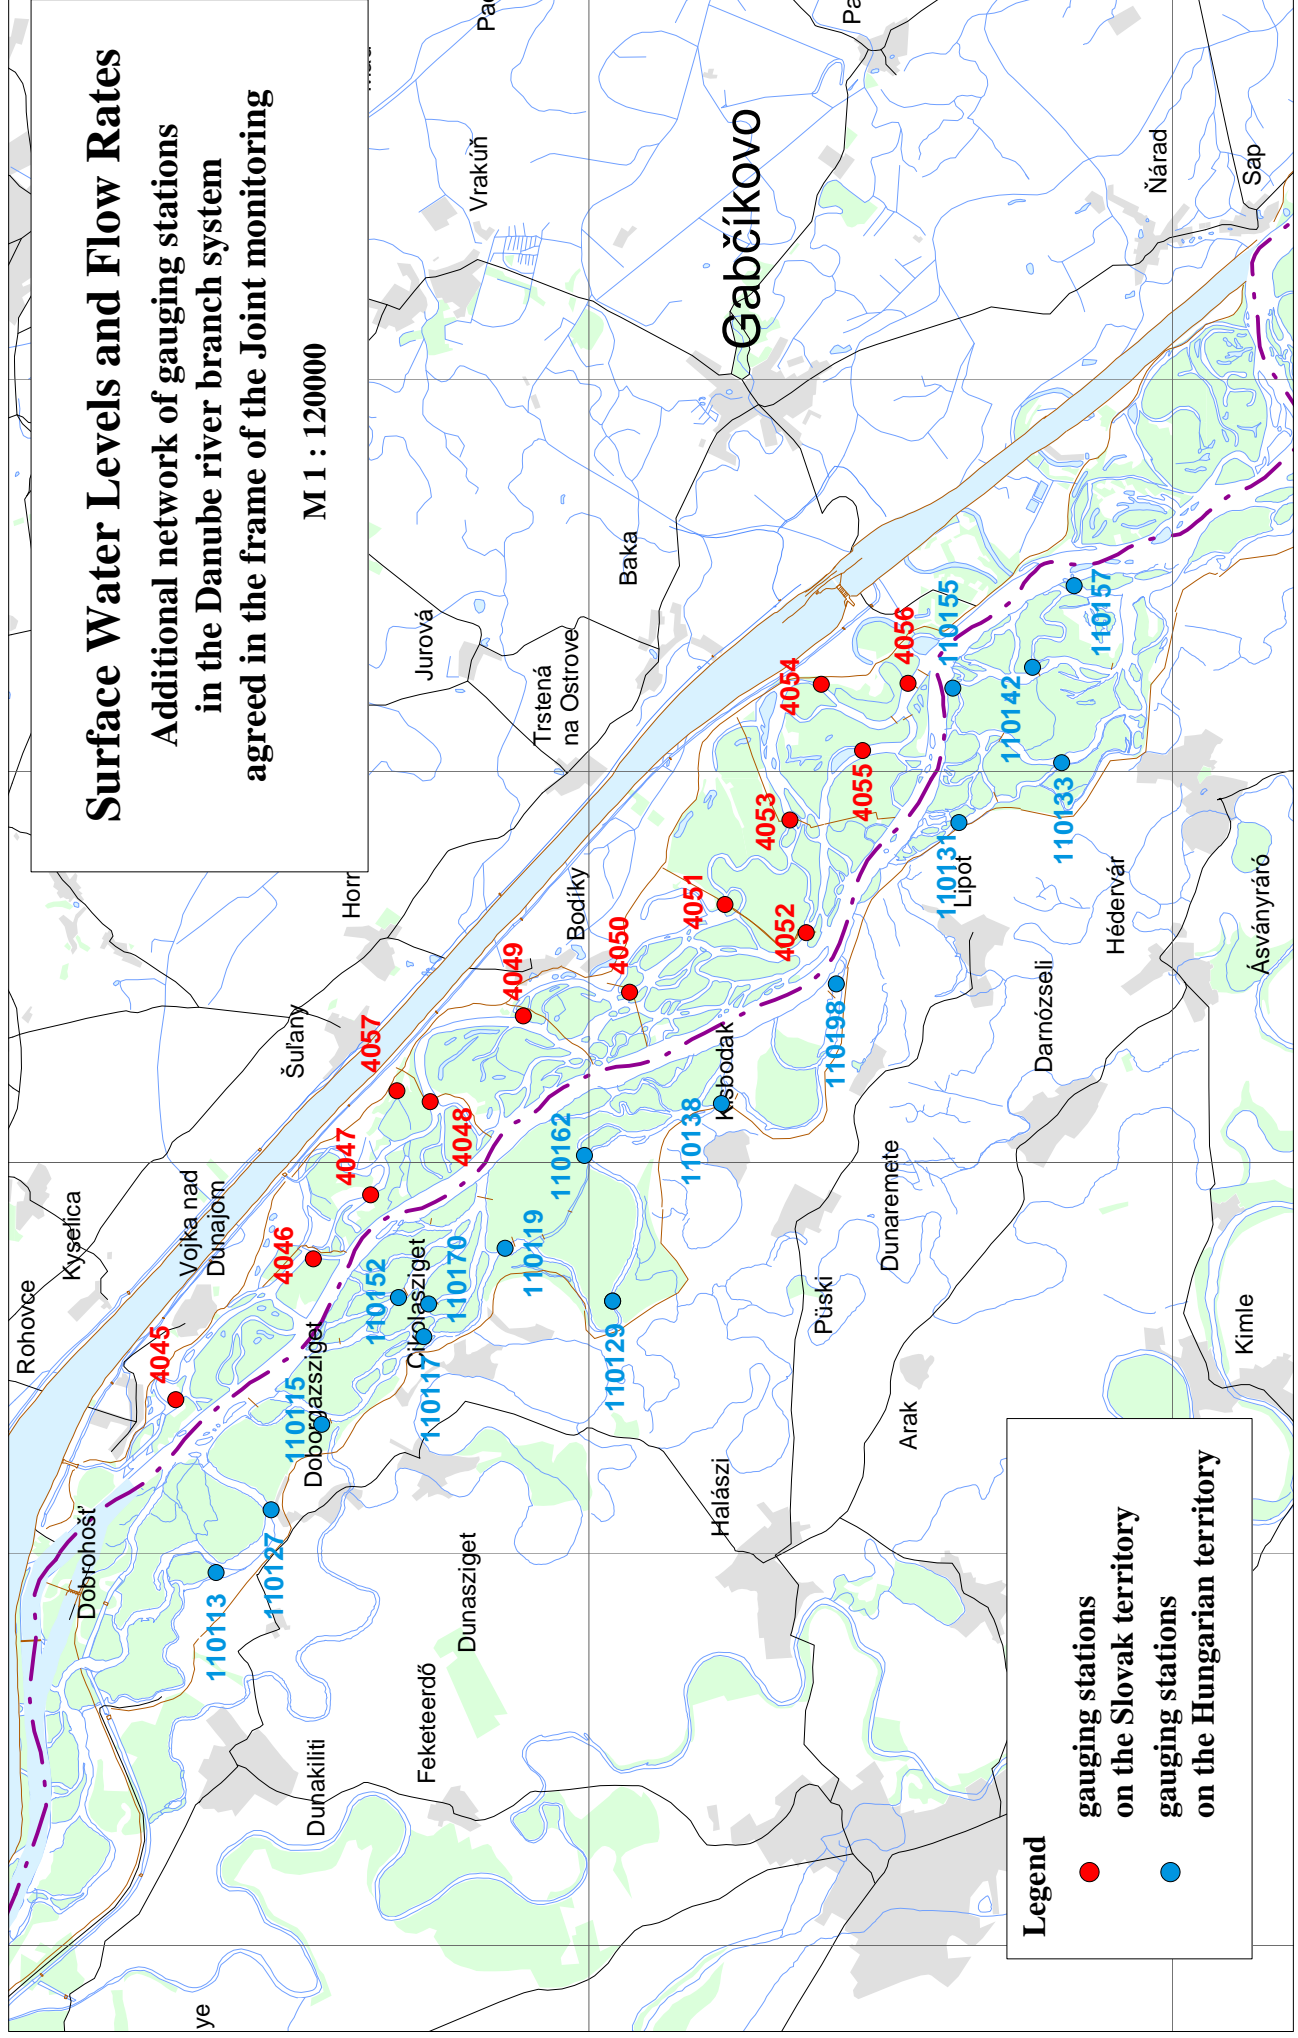 Surface Water Levels and Flow Rates
Additional network of gauging stations
in the Danube river branch system
agreed in the frame of the Joint monitoring
M 1 : 120000
Rohovce
Kyselica
Vojka nad
Dunajom
Šuľany
Horr
Jurová
Trstená
na Ostrove
Baka
Bodíky
Vrakúň
Gabčíkovo
Ňárad
Sap
Pa
Dobrohošť
Doborgazsziget
Cikolasziget
Kisbodak
Lipót
Dunakiliti
Feketeerdő
Dunasziget
Halászi
Püski
Arak
Dunaremete
Darnózseli
Hédervár
Ásványráró
Kimle
ye
4045
4046
4047
4057
4048
4049
4050
4051
4052
4053
4054
4055
4056
110113
110127
110115
110152
110117
110170
110119
110129
110162
110138
110198
110131
110133
110142
110155
110157
Legend
gauging stations
on the Slovak territory
gauging stations
on the Hungarian territory